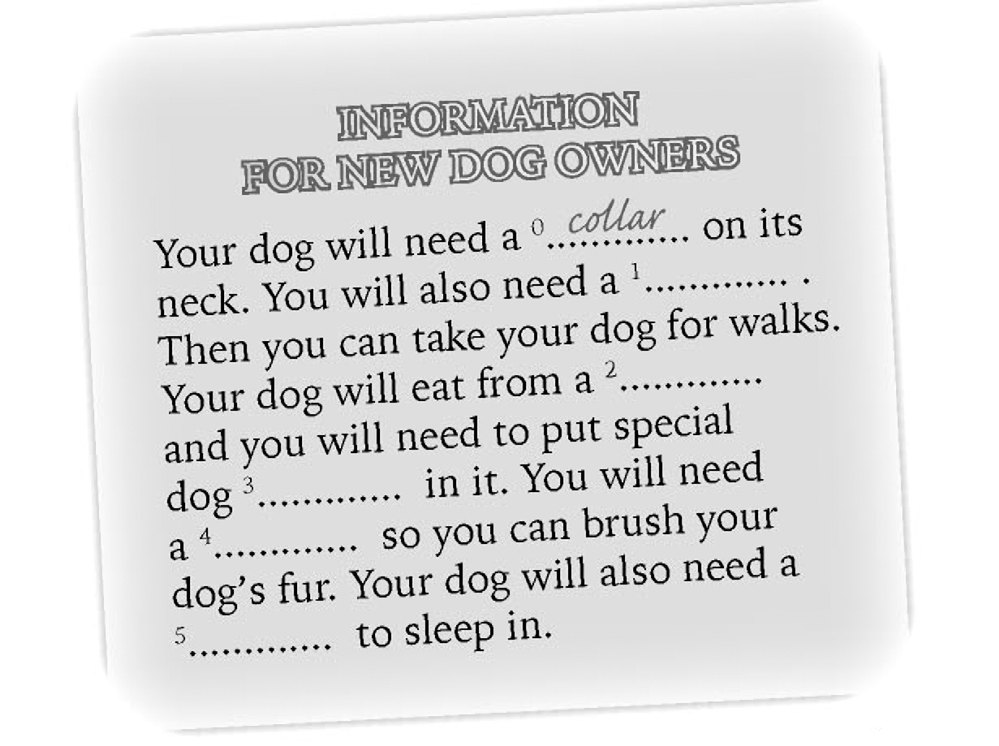 INFORMATION
FOR NEW DOG OWNERS
Your dog will need a ⁰ collar ............. on its
neck. You will also need a ¹............. .
Then you can take your dog for walks.
Your dog will eat from a ².............
and you will need to put special
dog ³............. in it. You will need
a ⁴............. so you can brush your
dog’s fur. Your dog will also need a
⁵............. to sleep in.